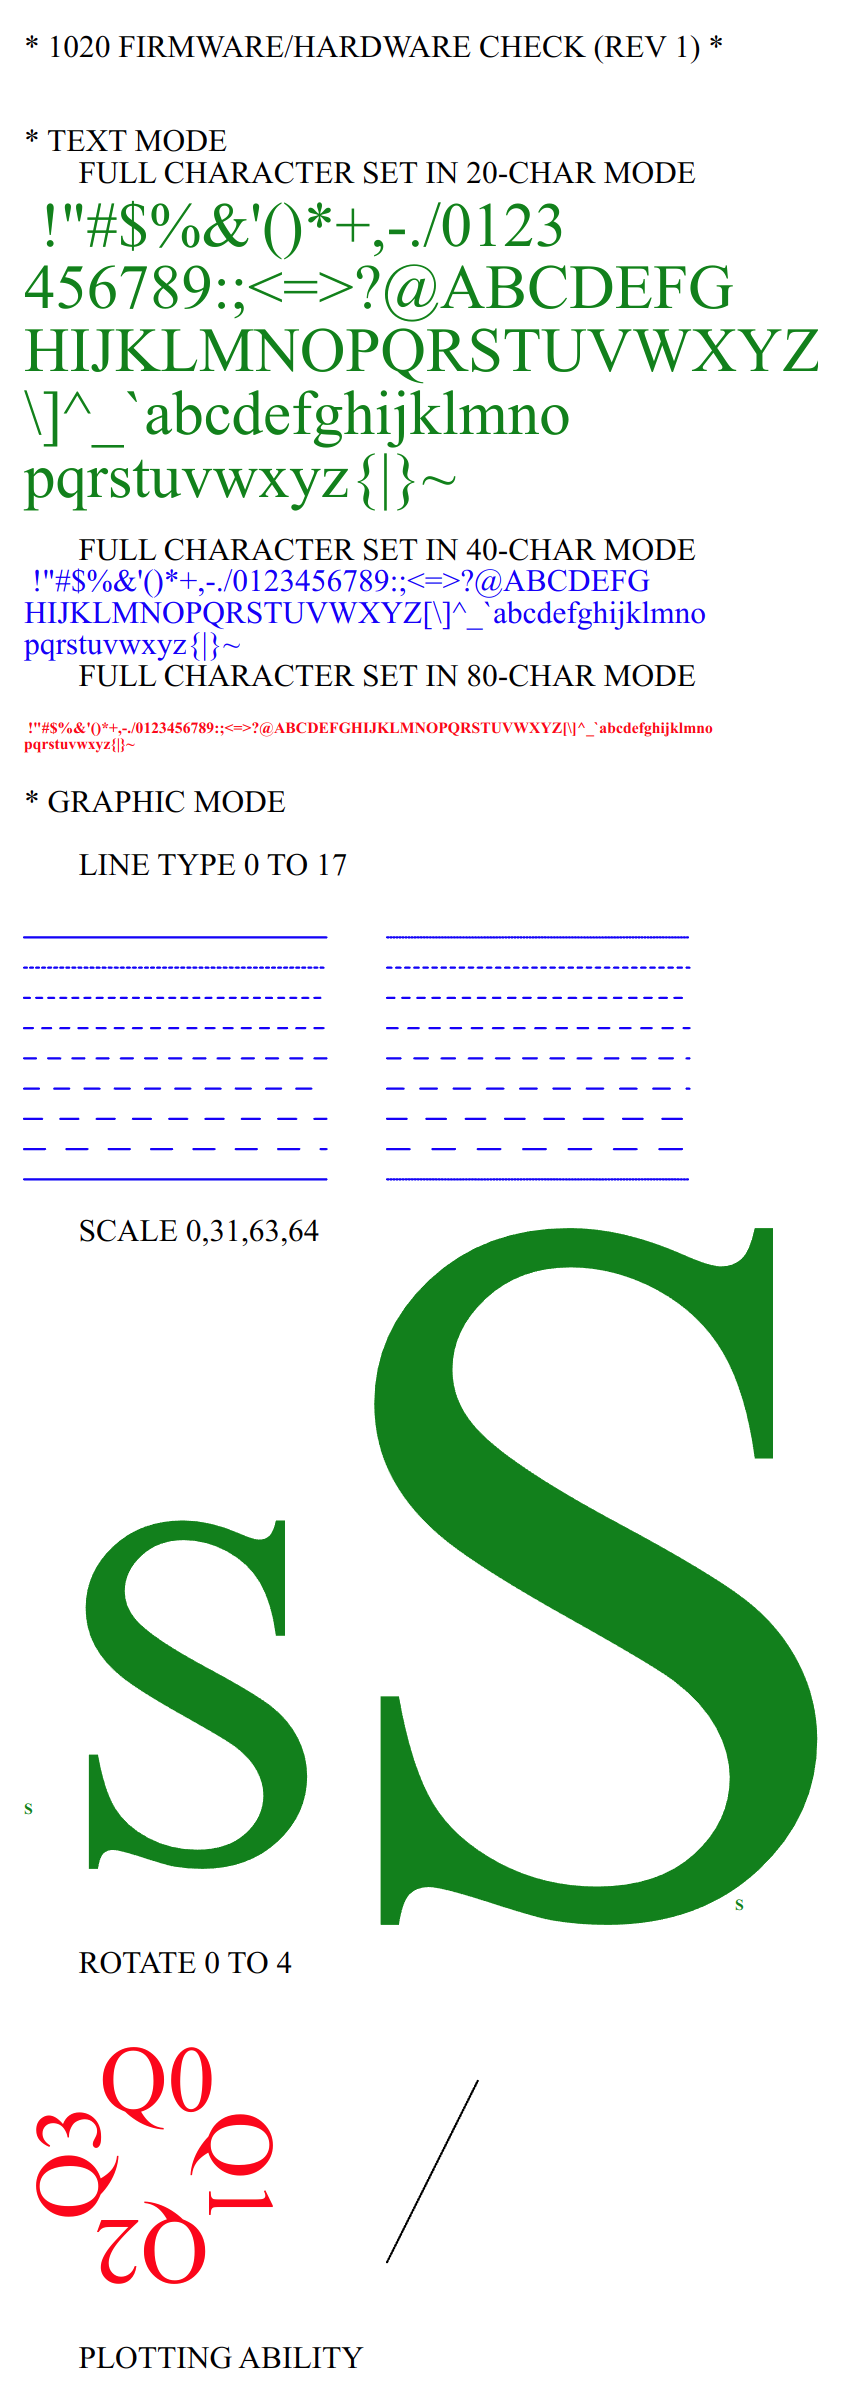 * 1020 FIRMWARE/HARDWARE CHECK (REV 1) *
* TEXT MODE
FULL CHARACTER SET IN 20-CHAR MODE
!"#$%&'()*+,-./0123
456789:;<=>?@ABCDEFG
HIJKLMNOPQRSTUVWXYZ
\]^_`abcdefghijklmno
pqrstuvwxyz{|}~
FULL CHARACTER SET IN 40-CHAR MODE
!"#$%&'()*+,-./0123456789:;<=>?@ABCDEFG
HIJKLMNOPQRSTUVWXYZ[\]^_`abcdefghijklmno
pqrstuvwxyz{|}~
FULL CHARACTER SET IN 80-CHAR MODE
!"#$%&'()*+,-./0123456789:;<=>?@ABCDEFGHIJKLMNOPQRSTUVWXYZ[\]^_`abcdefghijklmno
pqrstuvwxyz{|}~
* GRAPHIC MODE
LINE TYPE 0 TO 17
SCALE 0,31,63,64
S
S
S
S
ROTATE 0 TO 4
Q0
Q1
Q2
Q3
PLOTTING ABILITY